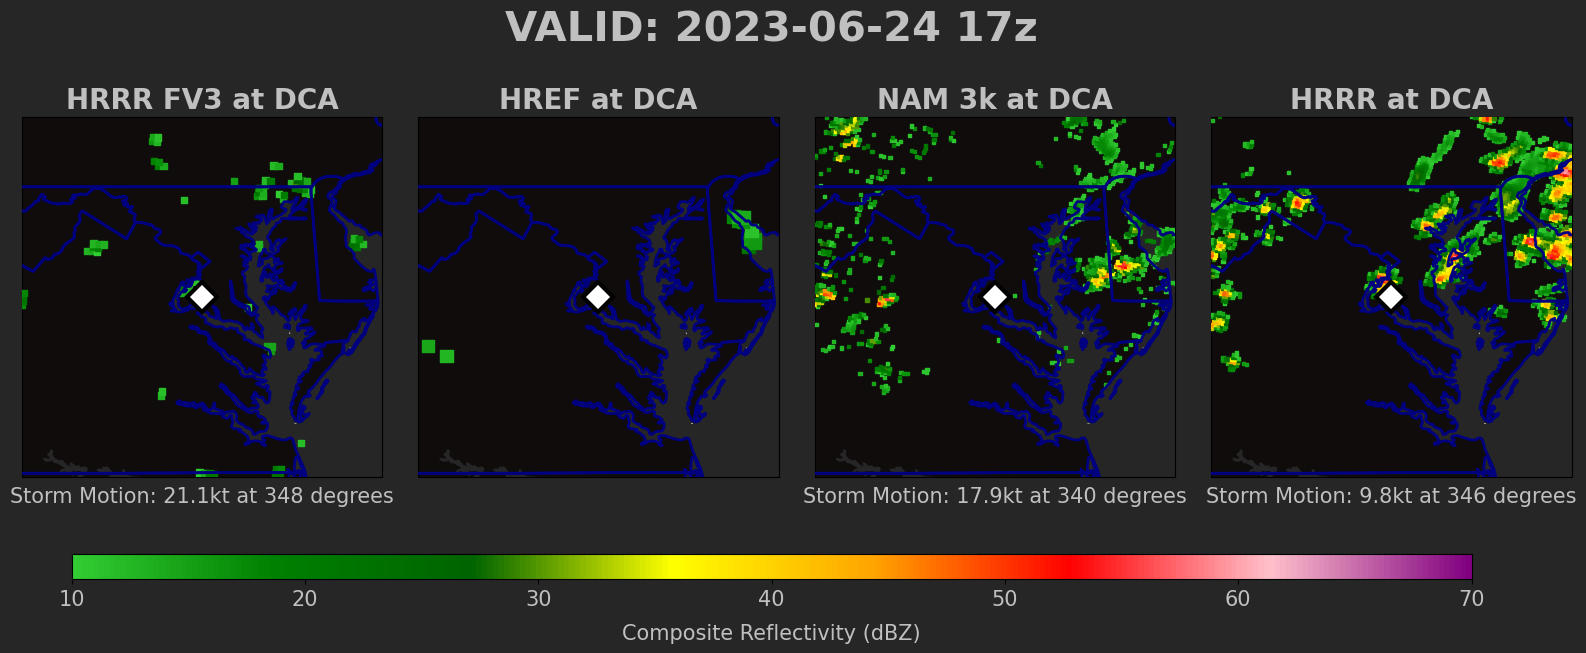 VALID: 2023-06-24 17z
HRRR FV3 at DCA
HREF at DCA
NAM 3k at DCA
HRRR at DCA
Storm Motion: 21.1kt at 348 degrees
Storm Motion: 17.9kt at 340 degrees
Storm Motion: 9.8kt at 346 degrees
10 20 30 40 50 60 70
Composite Reflectivity (dBZ)